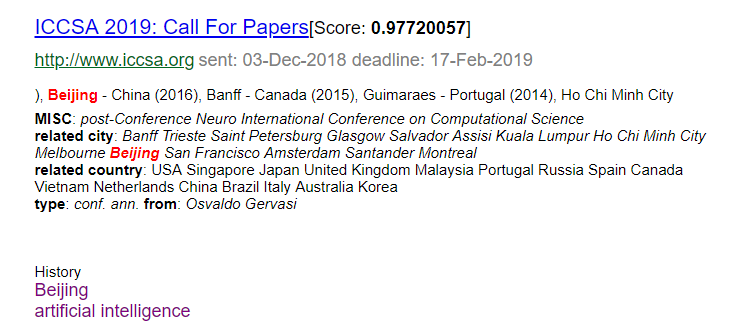 ICCSA 2019: Call For Papers[Score: 0.97720057]
http://www.iccsa.org sent: 03-Dec-2018 deadline: 17-Feb-2019
), Beijing - China (2016), Banff - Canada (2015), Guimaraes - Portugal (2014), Ho Chi Minh City
MISC: post-Conference Neuro International Conference on Computational Science
related city: Banff Trieste Saint Petersburg Glasgow Salvador Assisi Kuala Lumpur Ho Chi Minh City
Melbourne Beijing San Francisco Amsterdam Santander Montreal
related country: USA Singapore Japan United Kingdom Malaysia Portugal Russia Spain Canada
Vietnam Netherlands China Brazil Italy Australia Korea
type: conf. ann. from: Osvaldo Gervasi
History
Beijing
artificial intelligence